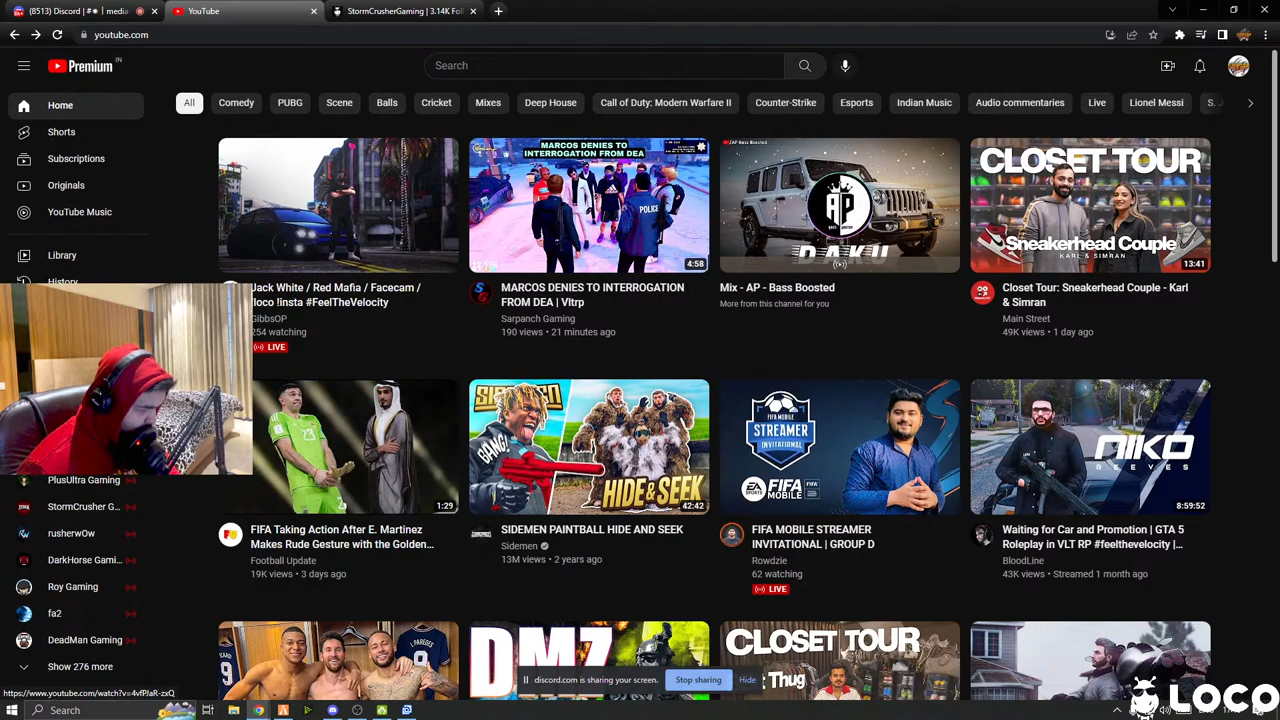 (8513) Discord | #
YouTube
StormCrusherGaming | 3.14K Foll
youtube.com
Premium IN
Search
All
Comedy
PUBG
Scene
Balls
Cricket
Mixes
Deep House
Call of Duty: Modern Warfare II
Counter-Strike
Esports
Indian Music
Audio commentaries
Live
Lionel Messi
Home
Shorts
Subscriptions
Originals
YouTube Music
Library
History
PlusUltra Gaming
StormCrusher G...
rusherwOw
DarkHorse Gami...
Roy Gaming
fa2
DeadMan Gaming
Show 276 more
Jack White / Red Mafia / Facecam /
loco !insta #FeelTheVelocity
GibbsOP
254 watching
LIVE
MARCOS DENIES TO
INTERROGATION FROM DEA
POLICE
4:58
MARCOS DENIES TO INTERROGATION
FROM DEA | Vltrp
Sarpanch Gaming
190 views • 21 minutes ago
AP Bass Boosted
AP
DAKU
Mix - AP - Bass Boosted
More from this channel for you
CLOSET TOUR
Sneakerhead Couple
KARL & SIMRAN
13:41
Closet Tour: Sneakerhead Couple - Karl
& Simran
Main Street
49K views • 1 day ago
1:29
FIFA Taking Action After E. Martinez
Makes Rude Gesture with the Golden...
Football Update
19K views • 3 days ago
SIDEMEN
BANG!
HIDE & SEEK
42:42
SIDEMEN PAINTBALL HIDE AND SEEK
Sidemen
13M views • 2 years ago
FIFA MOBILE
STREAMER
INVITATIONAL
EA SPORTS
FIFA MOBILE
FIFA MOBILE STREAMER
INVITATIONAL | GROUP D
Rowdzie
62 watching
LIVE
NIKO
REEVES
8:59:52
Waiting for Car and Promotion | GTA 5
Roleplay in VLT RP #feelthevelocity |...
BloodLine
43K views • Streamed 1 month ago
L. PAREDES
DMZ
CLOSET TOUR
Thug
discord.com is sharing your screen.
Stop sharing
Hide
https://www.youtube.com/watch?v=4vfPJaR-zxQ
Search
LOCO